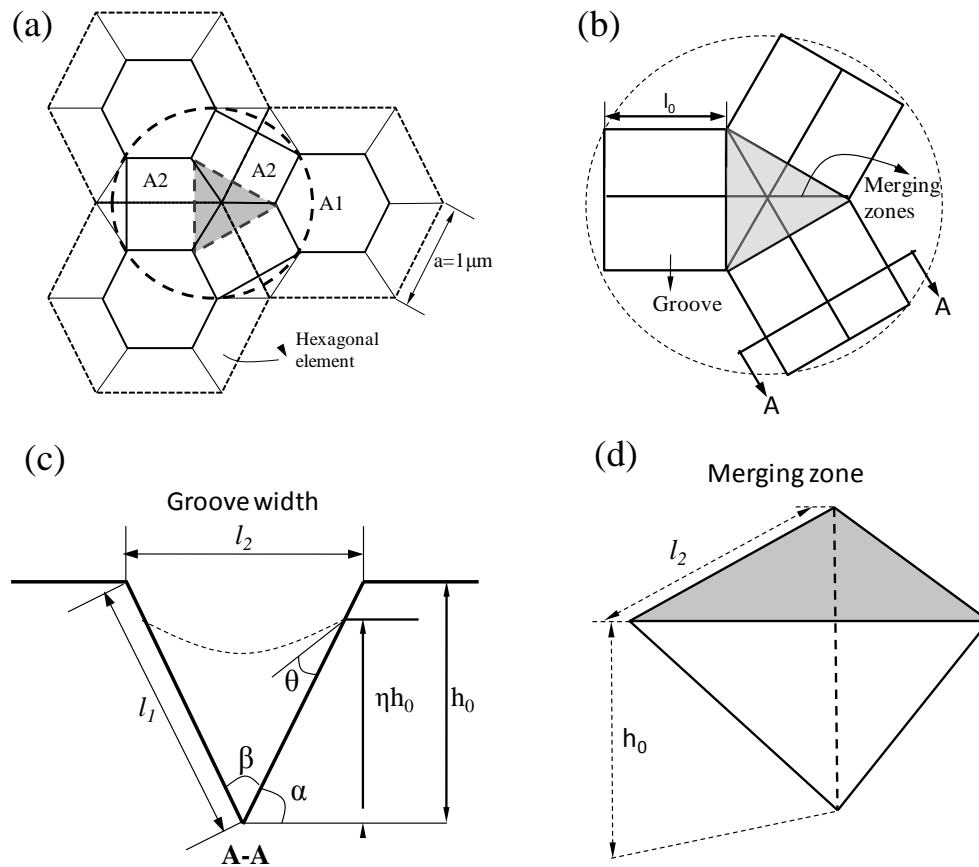 (a)
A2
A2
A1
a=1μm
Hexagonal
element
(b)
l₀
Merging
zones
Groove
A
A
(c)
Groove width
l₂
l₁
θ
ηh₀
h₀
β
α
A-A
(d)
Merging zone
l₂
h₀